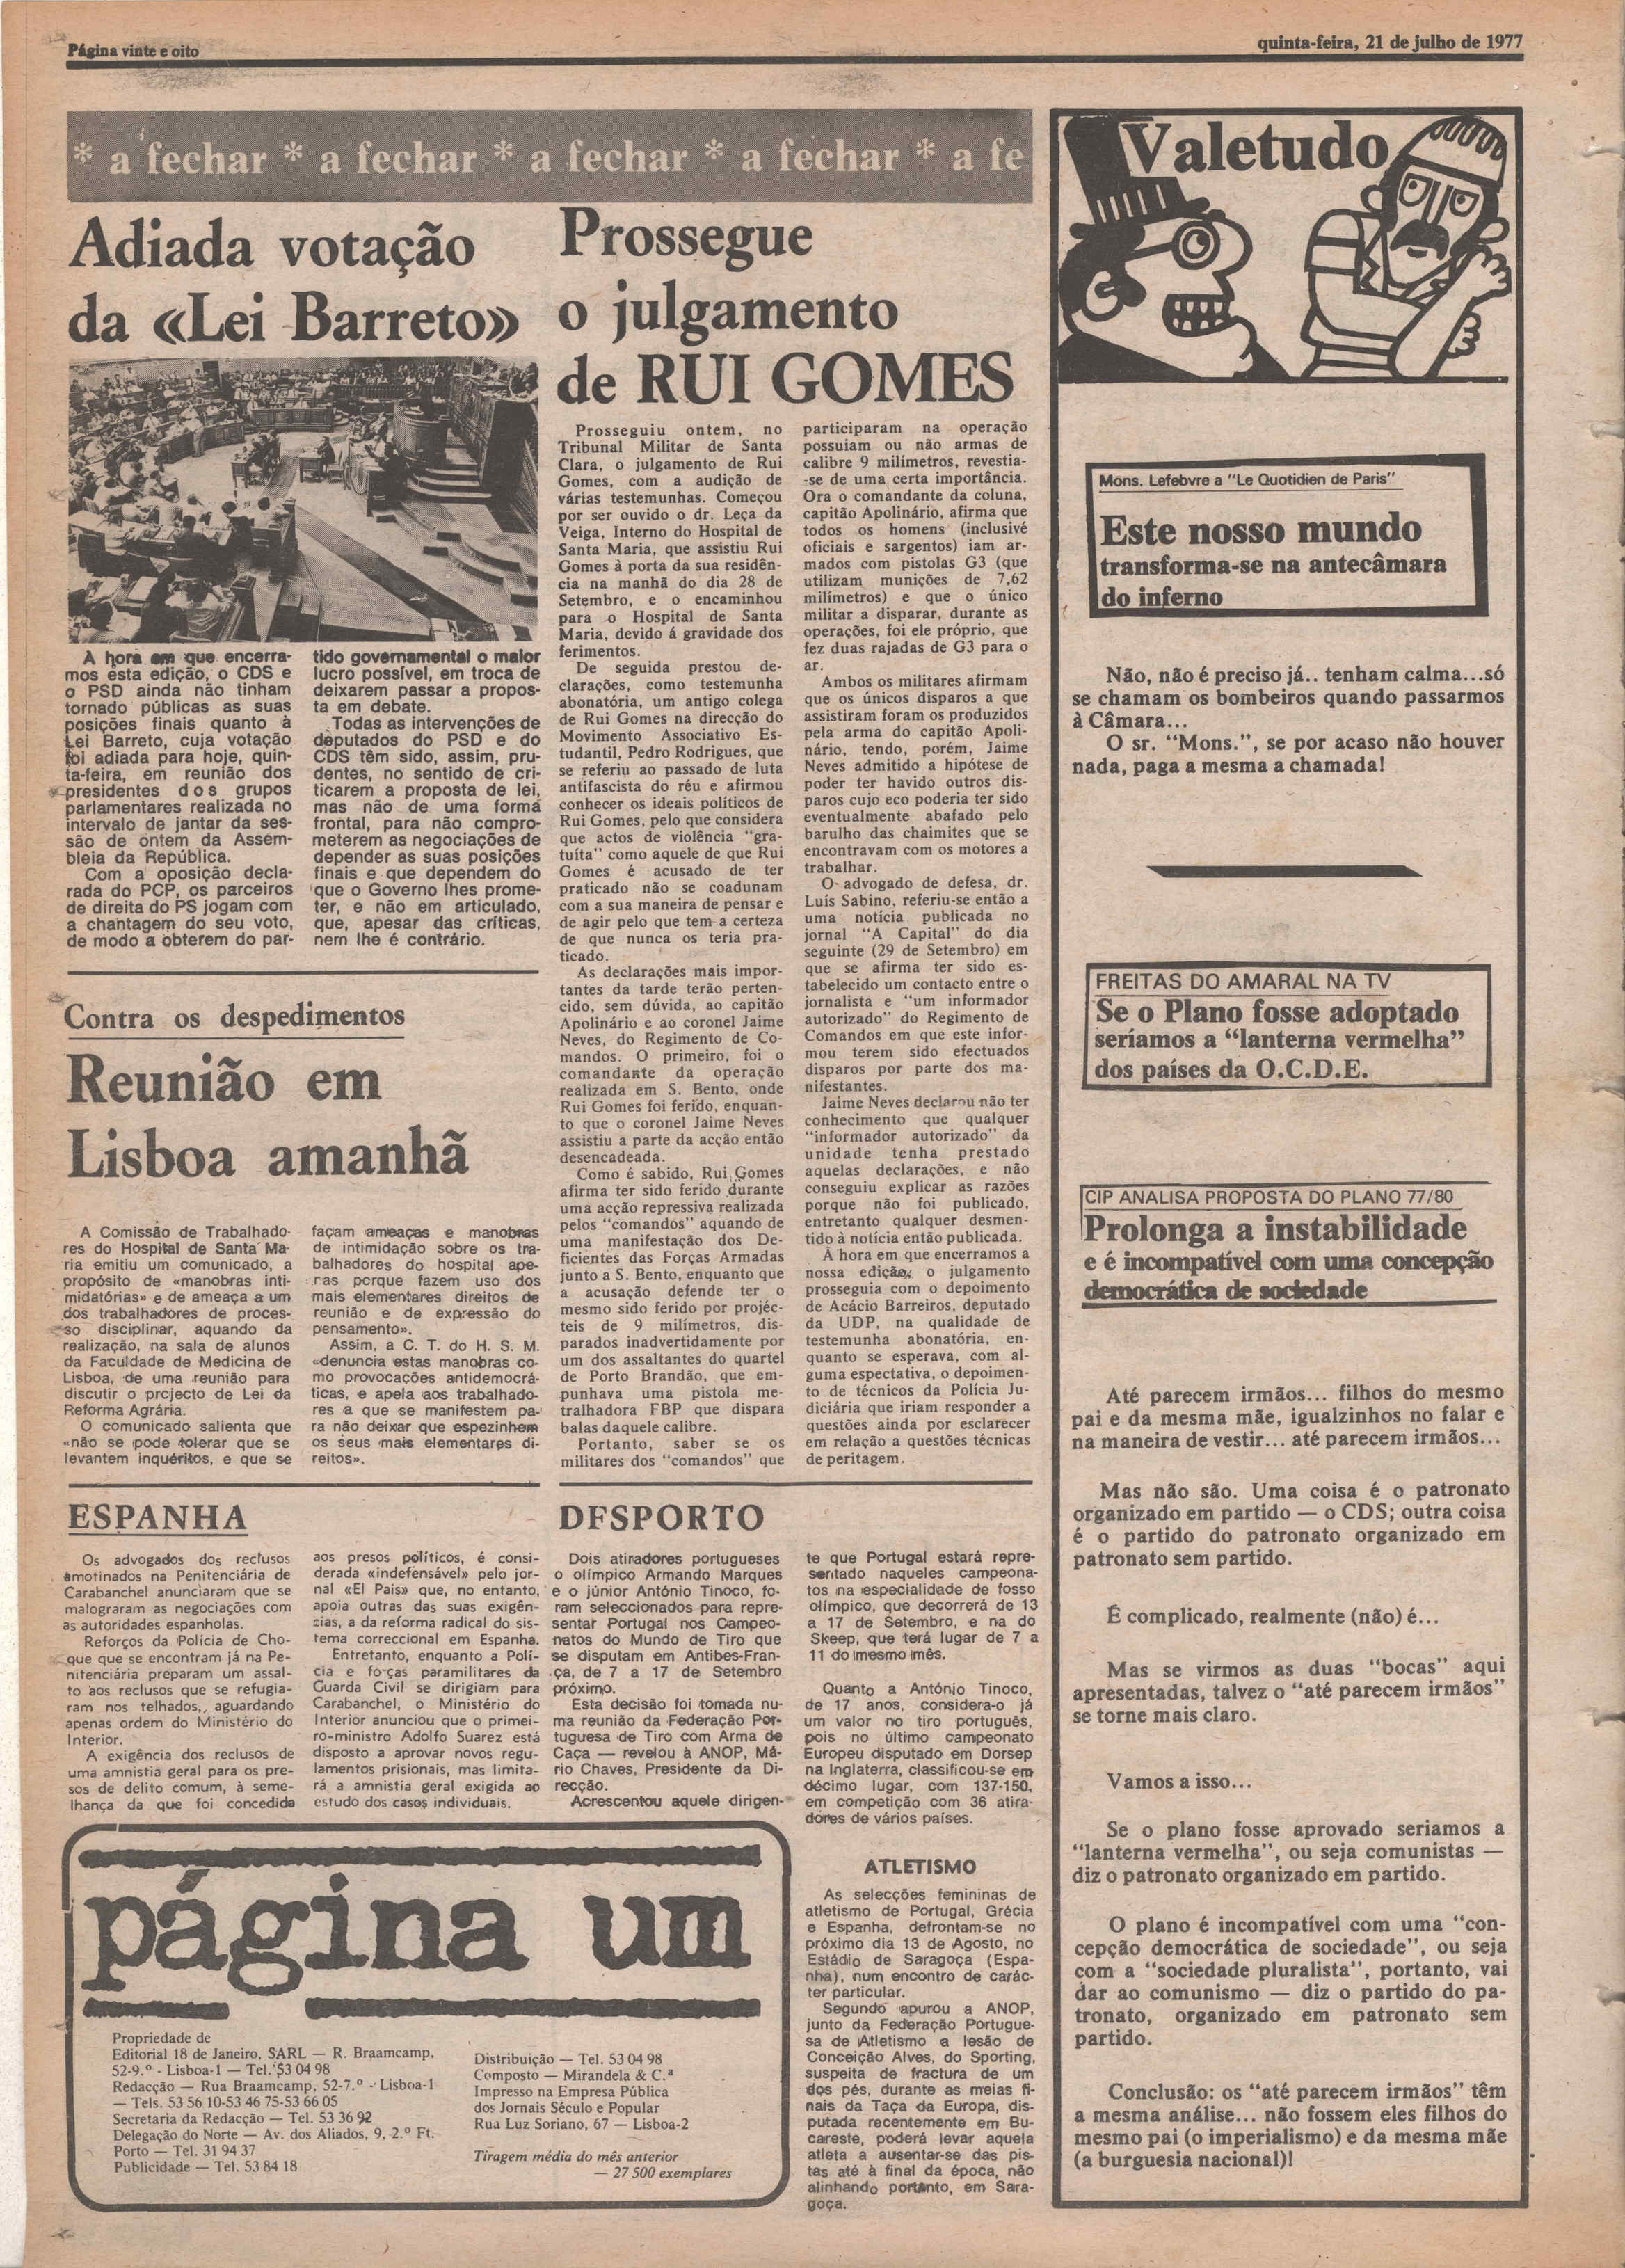 Página vinte e oito
quinta-feira, 21 de julho de 1977
* a fechar * a fechar * a fechar * a fechar * a fe
Adiada votação
da «Lei Barreto»
À hora em que encerra-
mos esta edição, o CDS e
o PSD ainda não tinham
tornado públicas as suas
posições finais quanto à
Lei Barreto, cuja votação
foi adiada para hoje, quin-
ta-feira, em reunião dos
presidentes dos grupos
parlamentares realizada no
intervalo de jantar da ses-
são de ontem da Assem-
bleia da República.
Com a oposição decla-
rada do PCP, os parceiros
de direita do PS jogam com
a chantagem do seu voto,
de modo a obterem do par-
tido governamental o maior
lucro possível, em troca de
deixarem passar a propos-
ta em debate.
Todas as intervenções de
deputados do PSD e do
CDS têm sido, assim, pru-
dentes, no sentido de cri-
ticarem a proposta de lei,
mas não de uma forma
frontal, para não compro-
meterem as negociações de
depender as suas posições
finais e que dependem do
que o Governo lhes prome-
ter, e não em articulado,
que, apesar das críticas,
nem lhe é contrário.
Contra os despedimentos
Reunião em
Lisboa amanhã
A Comissão de Trabalhado-
res do Hospital de Santa Ma-
ria emitiu um comunicado, a
propósito de «manobras inti-
midatórias» e de ameaça a um
dos trabalhadores de proces-
so disciplinar, aquando da
realização, na sala de alunos
da Faculdade de Medicina de
Lisboa, de uma reunião para
discutir o projecto de Lei da
Reforma Agrária.
O comunicado salienta que
«não se pode tolerar que se
levantem inquéritos, e que se
façam ameaças e manobras
de intimidação sobre os tra-
balhadores do hospital ape-
ras porque fazem uso dos
mais elementares direitos de
reunião e de expressão do
pensamento».
Assim, a C. T. do H. S. M.
«denuncia estas manobras co-
mo provocações antidemocrá-
ticas, e apela aos trabalhado-
res a que se manifestem pa-
ra não deixar que espezinhem
os seus mais elementares di-
reitos».
Prossegue
o julgamento
de RUI GOMES
Prosseguiu ontem, no
Tribunal Militar de Santa
Clara, o julgamento de Rui
Gomes, com a audição de
várias testemunhas. Começou
por ser ouvido o dr. Leça da
Veiga, Interno do Hospital de
Santa Maria, que assistiu Rui
Gomes à porta da sua residên-
cia na manhã do dia 28 de
Setembro, e o encaminhou
para o Hospital de Santa
Maria, devido á gravidade dos
ferimentos.
De seguida prestou de-
clarações, como testemunha
abonatória, um antigo colega
de Rui Gomes na direcção do
Movimento Associativo Es-
tudantil, Pedro Rodrigues, que
se referiu ao passado de luta
antifascista do réu e afirmou
conhecer os ideais políticos de
Rui Gomes, pelo que considera
que actos de violência "gra-
tuíta" como aquele de que Rui
Gomes é acusado de ter
praticado não se coadunam
com a sua maneira de pensar e
de agir pelo que tem a certeza
de que nunca os teria pra-
ticado.
As declarações mais impor-
tantes da tarde terão perten-
cido, sem dúvida, ao capitão
Apolinário e ao coronel Jaime
Neves, do Regimento de Co-
mandos. O primeiro, foi o
comandante da operação
realizada em S. Bento, onde
Rui Gomes foi ferido, enquan-
to que o coronel Jaime Neves
assistiu a parte da acção então
desencadeada.
Como é sabido, Rui Gomes
afirma ter sido ferido durante
uma acção repressiva realizada
pelos "comandos" aquando de
uma manifestação dos De-
ficientes das Forças Armadas
junto a S. Bento, enquanto que
a acusação defende ter o
mesmo sido ferido por projéc-
teis de 9 milímetros, dis-
parados inadvertidamente por
um dos assaltantes do quartel
de Porto Brandão, que em-
punhava uma pistola me-
tralhadora FBP que dispara
balas daquele calibre.
Portanto, saber se os
militares dos "comandos" que
participaram na operação
possuiam ou não armas de
calibre 9 milímetros, revestia-
-se de uma certa importância.
Ora o comandante da coluna,
capitão Apolinário, afirma que
todos os homens (inclusivé
oficiais e sargentos) iam ar-
mados com pistolas G3 (que
utilizam munições de 7,62
milímetros) e que o único
militar a disparar, durante as
operações, foi ele próprio, que
fez duas rajadas de G3 para o
ar.
Ambos os militares afirmam
que os únicos disparos a que
assistiram foram os produzidos
pela arma do capitão Apoli-
nário, tendo, porém, Jaime
Neves admitido a hipótese de
poder ter havido outros dis-
paros cujo eco poderia ter sido
eventualmente abafado pelo
barulho das chaimites que se
encontravam com os motores a
trabalhar.
O advogado de defesa, dr.
Luís Sabino, referiu-se então a
uma notícia publicada no
jornal "A Capital" do dia
seguinte (29 de Setembro) em
que se afirma ter sido es-
tabelecido um contacto entre o
jornalista e "um informador
autorizado" do Regimento de
Comandos em que este infor-
mou terem sido efectuados
disparos por parte dos ma-
nifestantes.
Jaime Neves declarou não ter
conhecimento que qualquer
"informador autorizado" da
unidade tenha prestado
aquelas declarações, e não
conseguiu explicar as razões
porque não foi publicado,
entretanto qualquer desmen-
tido à notícia então publicada.
À hora em que encerramos a
nossa edição, o julgamento
prosseguia com o depoimento
de Acácio Barreiros, deputado
da UDP, na qualidade de
testemunha abonatória, en-
quanto se esperava, com al-
guma espectativa, o depoimen-
to de técnicos da Polícia Ju-
diciária que iriam responder a
questões ainda por esclarecer
em relação a questões técnicas
de peritagem.
ESPANHA
Os advogados dos reclusos
amotinados na Penitenciária de
Carabanchel anunciaram que se
malograram as negociações com
as autoridades espanholas.
Reforços da Polícia de Cho-
que que se encontram já na Pe-
nitenciária preparam um assal-
to aos reclusos que se refugia-
ram nos telhados, aguardando
apenas ordem do Ministério do
Interior.
A exigência dos reclusos de
uma amnistia geral para os pre-
sos de delito comum, à seme-
lhança da que foi concedida
aos presos políticos, é consi-
derada «indefensável» pelo jor-
nal «El País» que, no entanto,
apoia outras das suas exigên-
cias, a da reforma radical do sis-
tema correccional em Espanha.
Entretanto, enquanto a Polí-
cia e fo-ças paramilitares da
Guarda Civil se dirigiam para
Carabanchel, o Ministério do
Interior anunciou que o primei-
ro-ministro Adolfo Suarez está
disposto a aprovar novos regu-
lamentos prisionais, mas limita-
rá a amnistia geral exigida ao
estudo dos casos individuais.
DESPORTO
Dois atiradores portugueses
o olímpico Armando Marques
e o júnior António Tinoco, fo-
ram seleccionados para repre-
sentar Portugal nos Campeo-
natos do Mundo de Tiro que
se disputam em Antibes-Fran-
ça, de 7 a 17 de Setembro
próximo.
Esta decisão foi tomada nu-
ma reunião da Federação Por-
tuguesa de Tiro com Arma de
Caça — revelou à ANOP, Má-
rio Chaves, Presidente da Di-
recção.
Acrescentou aquele dirigen-
te que Portugal estará repre-
sentado naqueles campeona-
tos na especialidade de fosso
olímpico, que decorrerá de 13
a 17 de Setembro, e na do
Skeep, que terá lugar de 7 a
11 do mesmo mês.
Quanto a António Tinoco,
de 17 anos, considera-o já
um valor no tiro português,
pois no último campeonato
Europeu disputado em Dorsep
na Inglaterra, classificou-se em
décimo lugar, com 137-150,
em competição com 36 atira-
dores de vários países.
ATLETISMO
As selecções femininas de
atletismo de Portugal, Grécia
e Espanha, defrontam-se no
próximo dia 13 de Agosto, no
Estádio de Saragoça (Espa-
nha), num encontro de carác-
ter particular.
Segundo apurou a ANOP,
junto da Federação Portugue-
sa de Atletismo a lesão de
Conceição Alves, do Sporting,
suspeita de fractura de um
dos pés, durante as meias fi-
nais da Taça da Europa, dis-
putada recentemente em Bu-
careste, poderá levar aquela
atleta a ausentar-se das pis-
tas até à final da época, não
alinhando portanto, em Sara-
goça.
página um
Propriedade de
Editorial 18 de Janeiro, SARL — R. Braamcamp,
52-9.º - Lisboa-1 — Tel. 53 04 98
Redacção — Rua Braamcamp, 52-7.º - Lisboa-1
— Tels. 53 56 10-53 46 75-53 66 05
Secretaria da Redacção — Tel. 53 36 92
Delegação do Norte — Av. dos Aliados, 9, 2.º Ft.
Porto — Tel. 31 94 37
Publicidade — Tel. 53 84 18
Distribuição — Tel. 53 04 98
Composto — Mirandela & C.ª
Impresso na Empresa Pública
dos Jornais Século e Popular
Rua Luz Soriano, 67 — Lisboa-2
Tiragem média do mês anterior
— 27 500 exemplares
Valetudo
Mons. Lefebvre a "Le Quotidien de Paris"
Este nosso mundo
transforma-se na antecâmara
do inferno
Não, não é preciso já.. tenham calma...só
se chamam os bombeiros quando passarmos
à Câmara...
O sr. "Mons.", se por acaso não houver
nada, paga a mesma a chamada!
FREITAS DO AMARAL NA TV
Se o Plano fosse adoptado
seríamos a "lanterna vermelha"
dos países da O.C.D.E.
CIP ANALISA PROPOSTA DO PLANO 77/80
Prolonga a instabilidade
e é incompatível com uma concepção
democrática de sociedade
Até parecem irmãos... filhos do mesmo
pai e da mesma mãe, igualzinhos no falar e
na maneira de vestir... até parecem irmãos...
Mas não são. Uma coisa é o patronato
organizado em partido — o CDS; outra coisa
é o partido do patronato organizado em
patronato sem partido.
É complicado, realmente (não) é...
Mas se virmos as duas "bocas" aqui
apresentadas, talvez o "até parecem irmãos"
se torne mais claro.
Vamos a isso...
Se o plano fosse aprovado seriamos a
"lanterna vermelha", ou seja comunistas —
diz o patronato organizado em partido.
O plano é incompatível com uma "con-
cepção democrática de sociedade", ou seja
com a "sociedade pluralista", portanto, vai
dar ao comunismo — diz o partido do pa-
tronato, organizado em patronato sem
partido.
Conclusão: os "até parecem irmãos" têm
a mesma análise... não fossem eles filhos do
mesmo pai (o imperialismo) e da mesma mãe
(a burguesia nacional)!